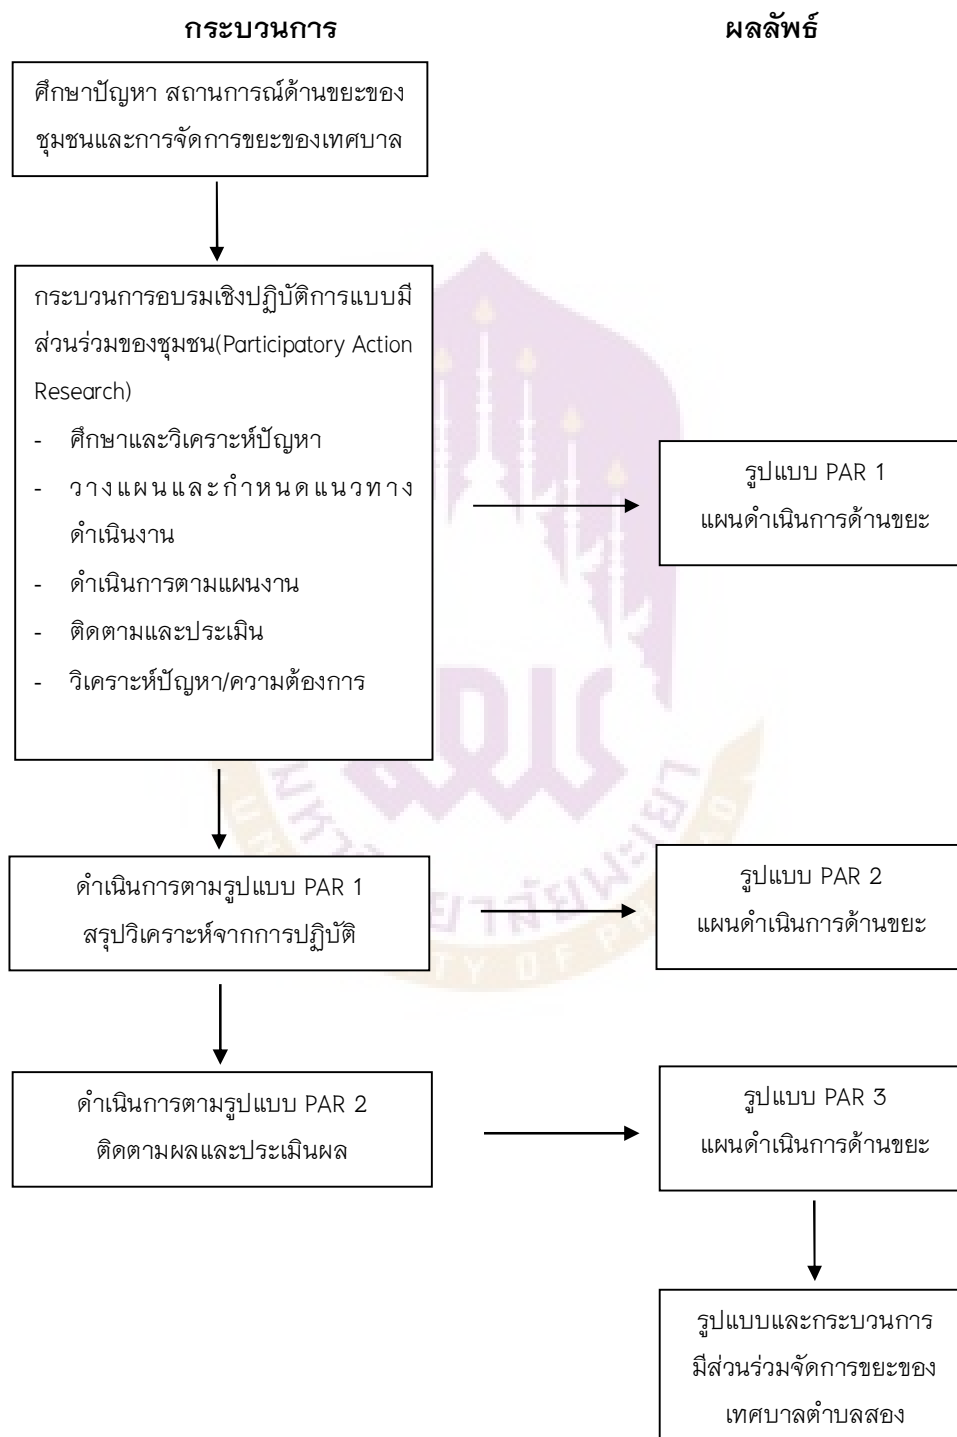 กระบวนการ
ผลลัพธ์
ศึกษาปัญหา สถานการณ์ด้านขยะของ
ชุมชนและการจัดการขยะของเทศบาล
กระบวนการอบรมเชิงปฏิบัติการแบบมี
ส่วนร่วมของชุมชน(Participatory Action
Research)
- ศึกษาและวิเคราะห์ปัญหา
- วางแผนและกำหนดแนวทาง
ดำเนินงาน
- ดำเนินการตามแผนงาน
- ติดตามและประเมิน
- วิเคราะห์ปัญหา/ความต้องการ
รูปแบบ PAR 1
แผนดำเนินการด้านขยะ
ดำเนินการตามรูปแบบ PAR 1
สรุปวิเคราะห์จากการปฏิบัติ
รูปแบบ PAR 2
แผนดำเนินการด้านขยะ
ดำเนินการตามรูปแบบ PAR 2
ติดตามผลและประเมินผล
รูปแบบ PAR 3
แผนดำเนินการด้านขยะ
รูปแบบและกระบวนการ
มีส่วนร่วมจัดการขยะของ
เทศบาลตำบลสอง